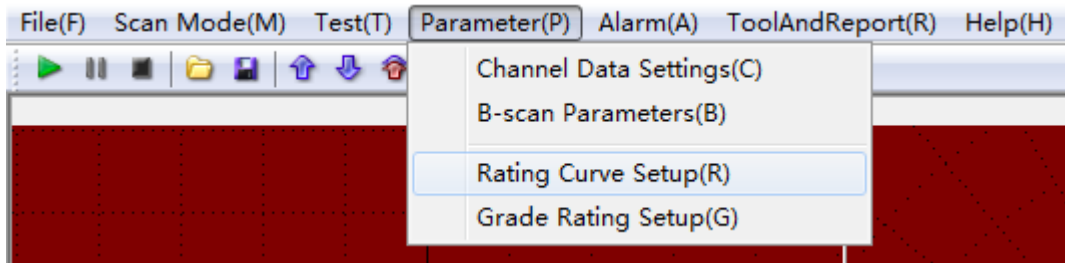 File(F) Scan Mode(M) Test(T) Parameter(P) Alarm(A) ToolAndReport(R) Help(H)
Channel Data Settings(C)
B-scan Parameters(B)
Rating Curve Setup(R)
Grade Rating Setup(G)